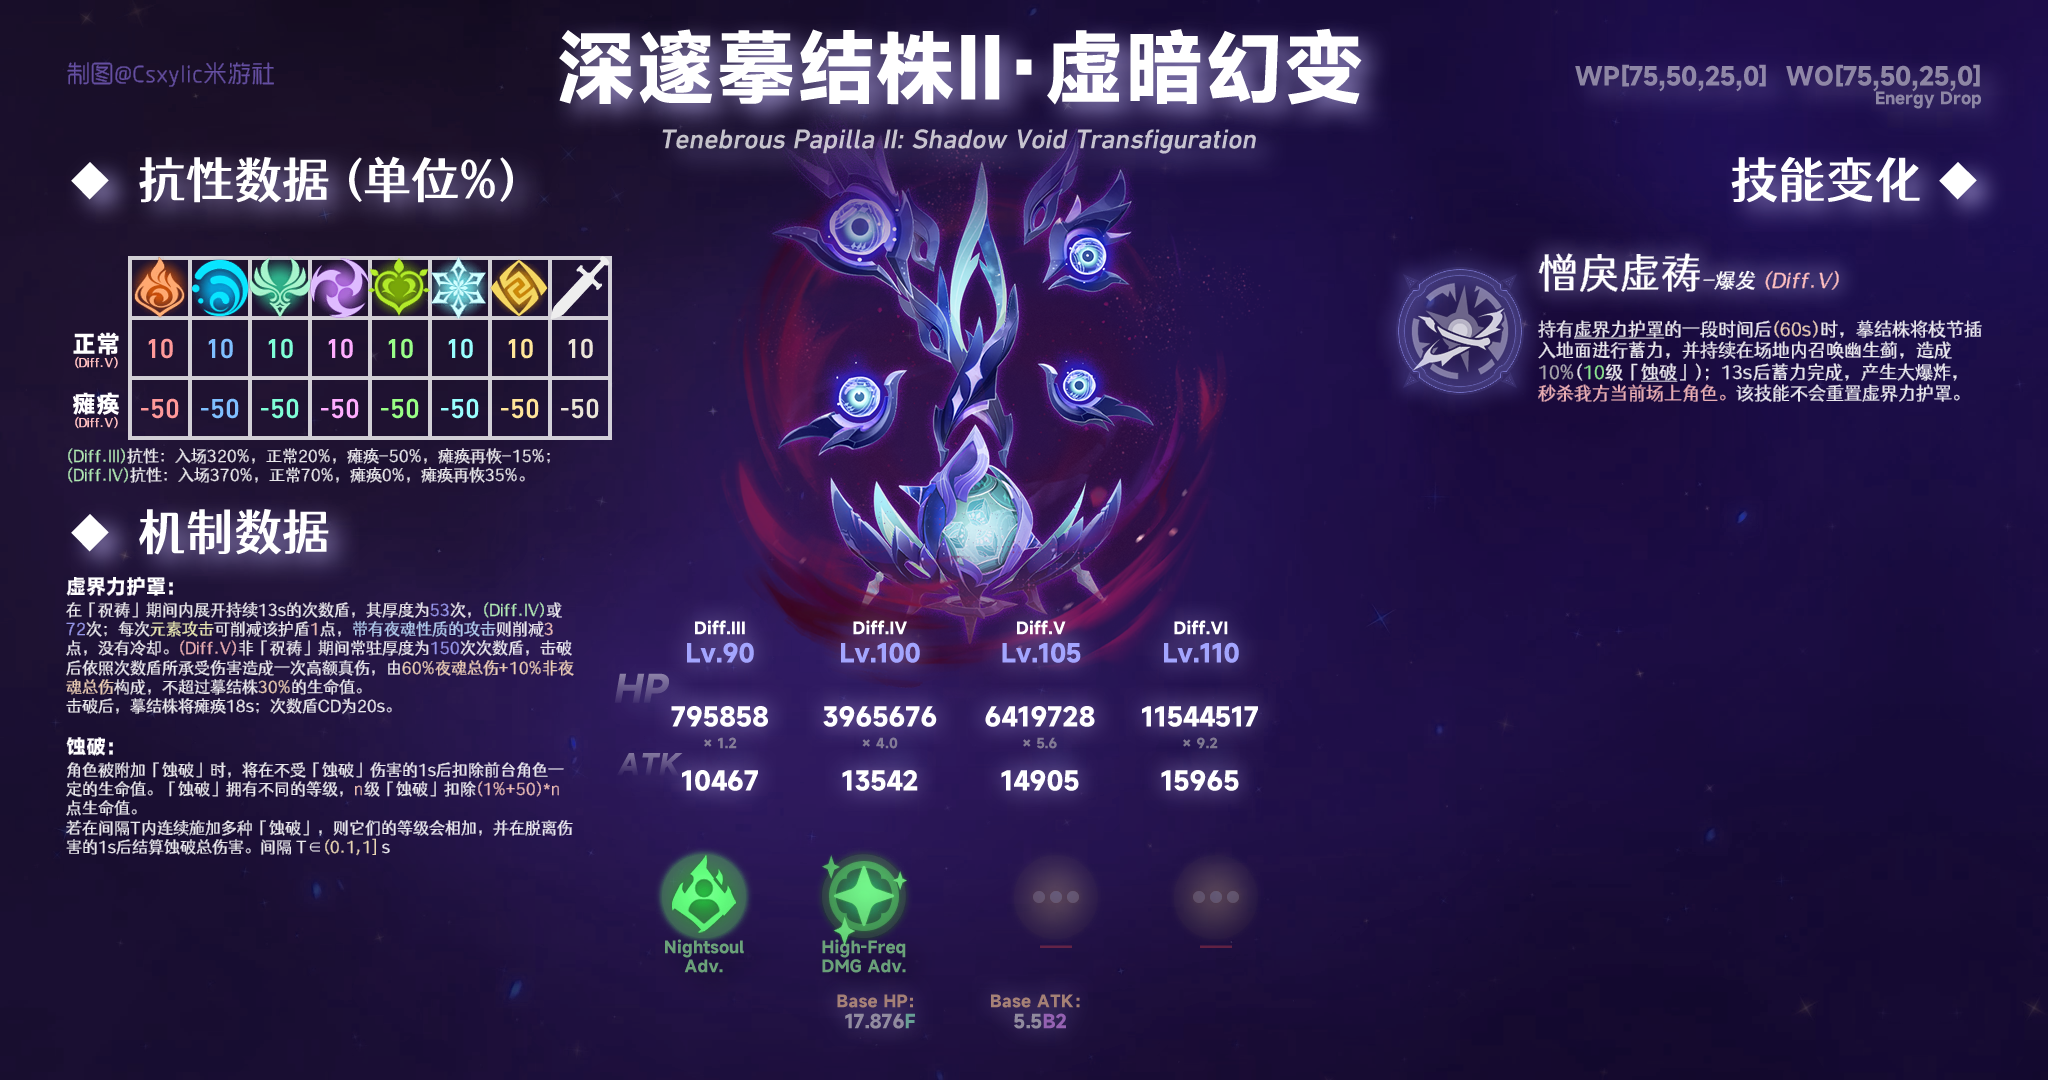 制图@Csxylic米游社
深邃摹结株II·虚暗幻变
Tenebrous Papilla II: Shadow Void Transfiguration
WP[75,50,25,0] WO[75,50,25,0]
Energy Drop
抗性数据 (单位%)
正常
(Diff.V)
10 10 10 10 10 10 10 10
瘫痪
(Diff.V)
-50 -50 -50 -50 -50 -50 -50 -50
(Diff.III)抗性：入场320%，正常20%，瘫痪-50%，瘫痪再恢-15%；
(Diff.IV)抗性：入场370%，正常70%，瘫痪0%，瘫痪再恢35%。
机制数据
虚界力护罩：
在「祝祷」期间内展开持续13s的次数盾，其厚度为53次，(Diff.IV)或
72次；每次元素攻击可削减该护盾1点，带有夜魂性质的攻击则削减3
点，没有冷却。(Diff.V)非「祝祷」期间常驻厚度为150次次数盾，击破
后依照次数盾所承受伤害造成一次高额真伤，由60%夜魂总伤+10%非夜
魂总伤构成，不超过摹结株30%的生命值。
击破后，摹结株将瘫痪18s；次数盾CD为20s。
蚀破：
角色被附加「蚀破」时，将在不受「蚀破」伤害的1s后扣除前台角色一
定的生命值。「蚀破」拥有不同的等级，n级「蚀破」扣除(1%+50)*n
点生命值。
若在间隔T内连续施加多种「蚀破」，则它们的等级会相加，并在脱离伤
害的1s后结算蚀破总伤害。间隔 T∈(0.1,1] s
技能变化
憎戾虚祷-爆发 (Diff.V)
持有虚界力护罩的一段时间后(60s)时，摹结株将枝节插
入地面进行蓄力，并持续在场地内召唤幽生蓟，造成
10%(10级「蚀破」)；13s后蓄力完成，产生大爆炸，
秒杀我方当前场上角色。该技能不会重置虚界力护罩。
Diff.III Diff.IV Diff.V Diff.VI
Lv.90 Lv.100 Lv.105 Lv.110
HP
795858 3965676 6419728 11544517
× 1.2 × 4.0 × 5.6 × 9.2
ATK
10467 13542 14905 15965
Nightsoul
Adv.
High-Freq
DMG Adv.
Base HP:
17.876F
Base ATK:
5.5B2